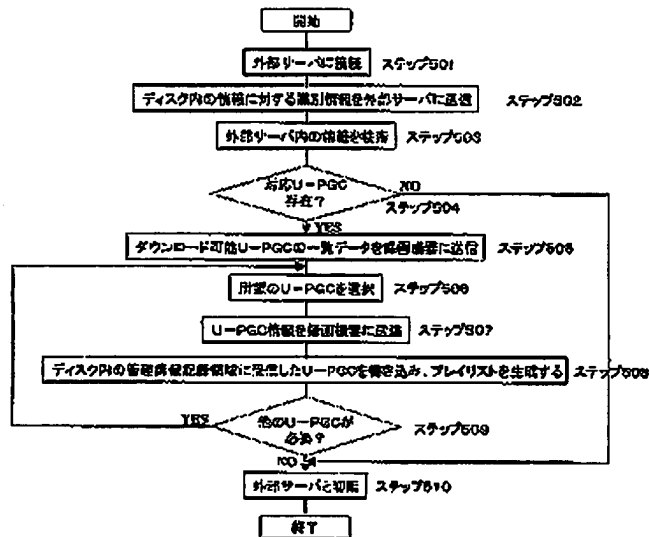 開始
外部サーバに接続 ステップ501
ディスク内の情報に対する識別情報を外部サーバに送信 ステップ502
外部サーバ内の情報を検索 ステップ503
対応U-PGC
存在？
NO
ステップ504
YES
ダウンロード可能U-PGCの一覧データを録画機器に送信 ステップ505
所望のU-PGCを選択 ステップ506
U-PGC情報を録画機器に送信 ステップ507
ディスク内の管理情報記録領域に受信したU-PGCを書き込み、プレイリストを生成する ステップ508
YES
他のU-PGCが
必要？
ステップ509
NO
外部サーバと切断 ステップ510
終了